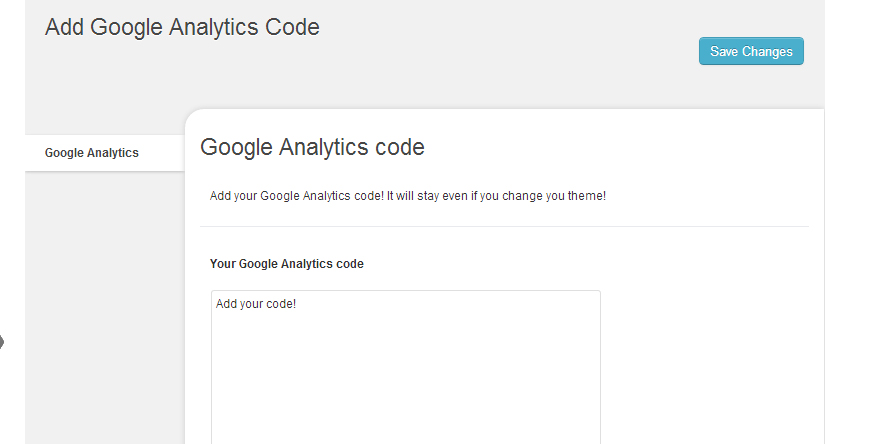 Add Google Analytics Code
Save Changes
Google Analytics
Google Analytics code
Add your Google Analytics code! It will stay even if you change you theme!
Your Google Analytics code
Add your code!